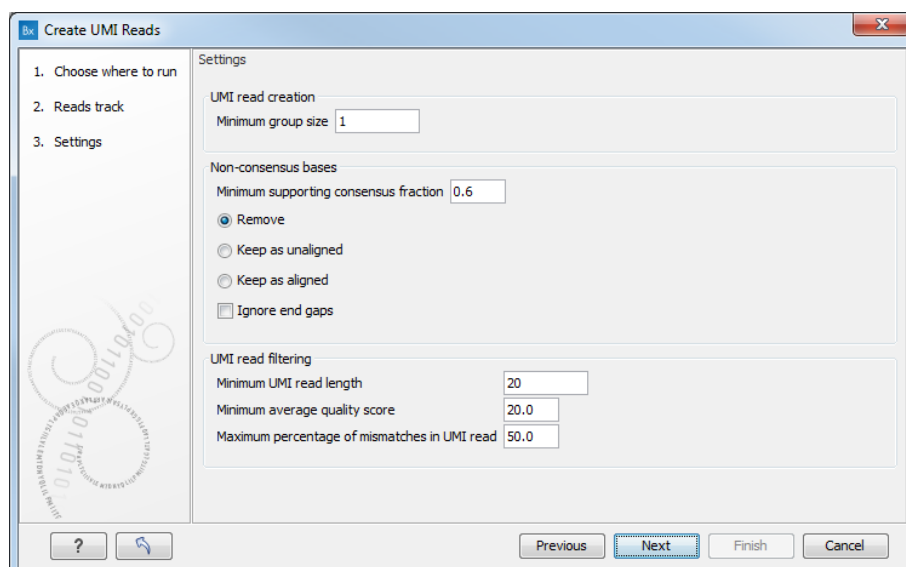 Bx Create UMI Reads
X
1. Choose where to run
2. Reads track
3. Settings
Settings
UMI read creation
Minimum group size 1
Non-consensus bases
Minimum supporting consensus fraction 0.6
Remove
Keep as unaligned
Keep as aligned
Ignore end gaps
UMI read filtering
Minimum UMI read length 20
Minimum average quality score 20.0
Maximum percentage of mismatches in UMI read 50.0
? Previous Next Finish Cancel